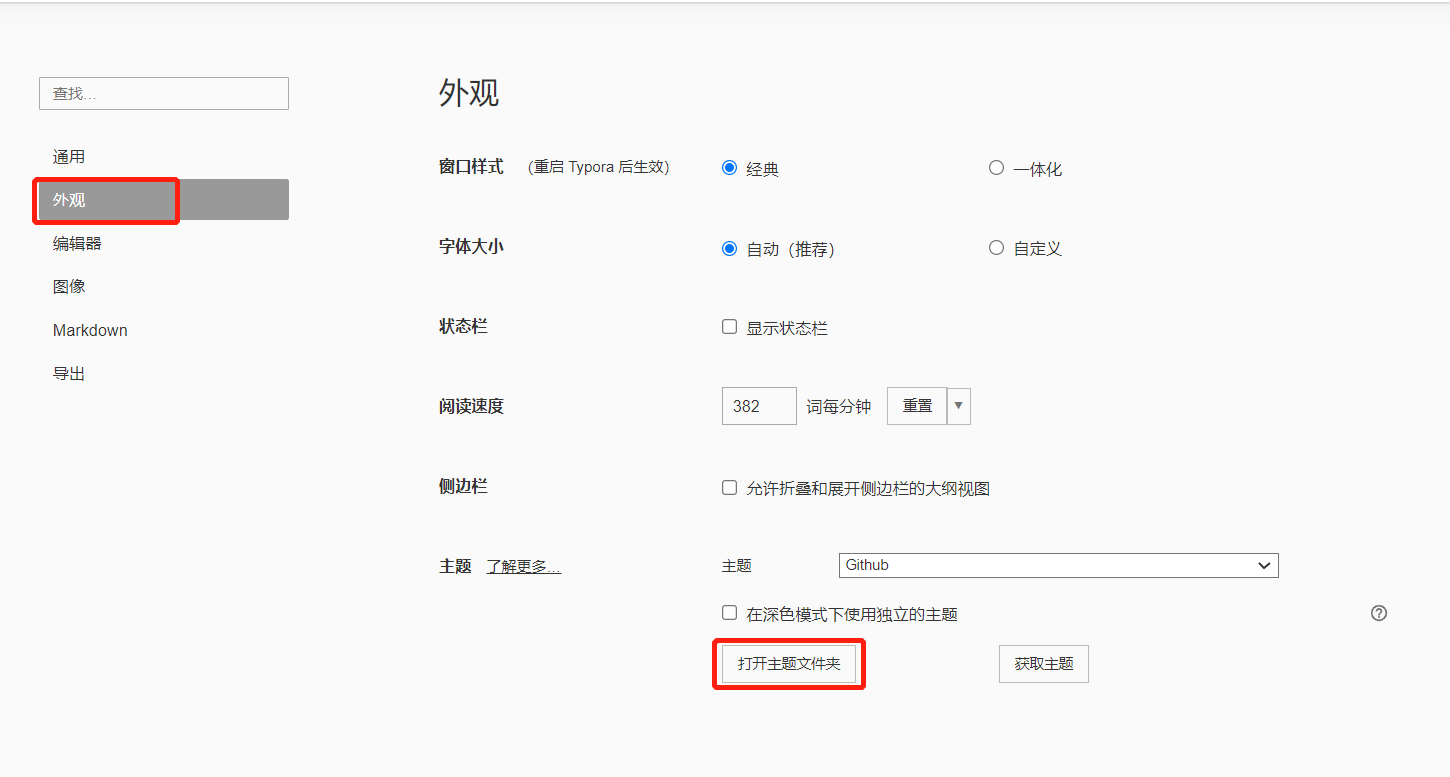 查找…
通用
外观
编辑器
图像
Markdown
导出
外观
窗口样式 (重启 Typora 后生效) 经典 一体化
字体大小 自动（推荐） 自定义
状态栏 显示状态栏
阅读速度 382 词每分钟 重置
侧边栏 允许折叠和展开侧边栏的大纲视图
主题 了解更多… 主题 Github
在深色模式下使用独立的主题
打开主题文件夹 获取主题